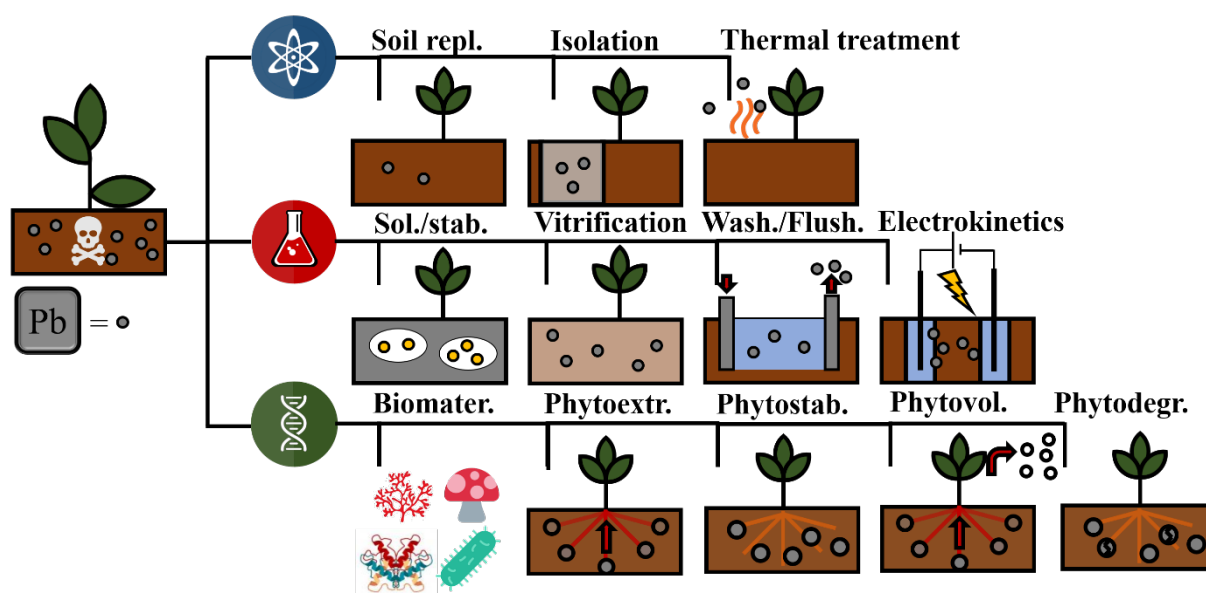 Soil repl.
Isolation
Thermal treatment
Sol./stab.
Vitrification
Wash./Flush.
Electrokinetics
Pb =
Biomater.
Phytoextr.
Phytostab.
Phytovol.
Phytodegr.